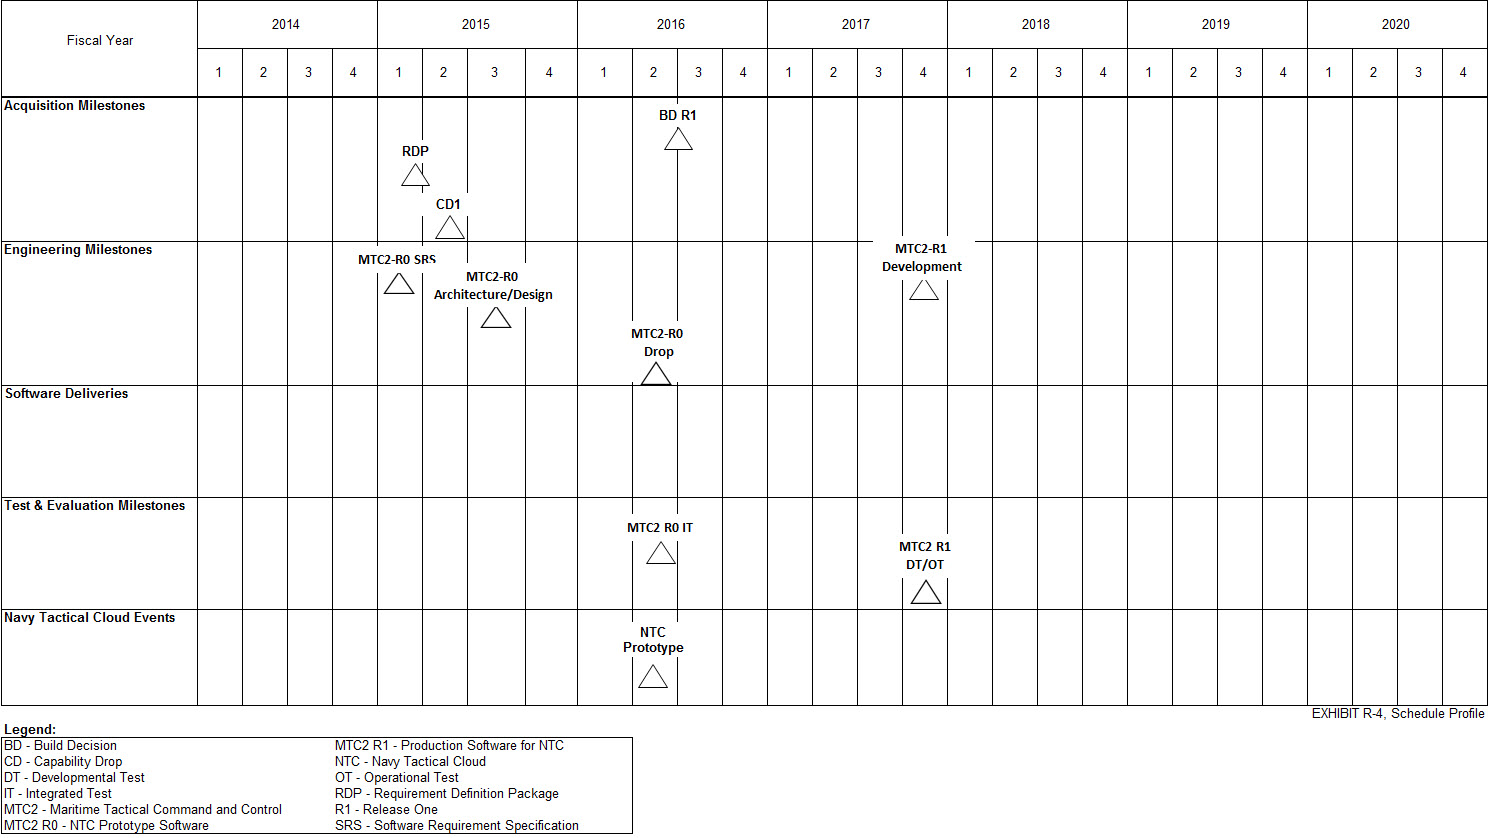 Fiscal Year
2014 2015 2016 2017 2018 2019 2020
1 2 3 4 1 2 3 4 1 2 3 4 1 2 3 4 1 2 3 4 1 2 3 4 1 2 3 4
Acquisition Milestones
BD R1
RDP
CD1
Engineering Milestones
MTC2-R0 SRS
MTC2-R0
Architecture/Design
MTC2-R0
Drop
MTC2-R1
Development
Software Deliveries
Test & Evaluation Milestones
MTC2 R0 IT
MTC2 R1
DT/OT
Navy Tactical Cloud Events
NTC
Prototype
EXHIBIT R-4, Schedule Profile
Legend:
BD - Build Decision
CD - Capability Drop
DT - Developmental Test
IT - Integrated Test
MTC2 - Maritime Tactical Command and Control
MTC2 R0 - NTC Prototype Software
MTC2 R1 - Production Software for NTC
NTC - Navy Tactical Cloud
OT - Operational Test
RDP - Requirement Definition Package
R1 - Release One
SRS - Software Requirement Specification